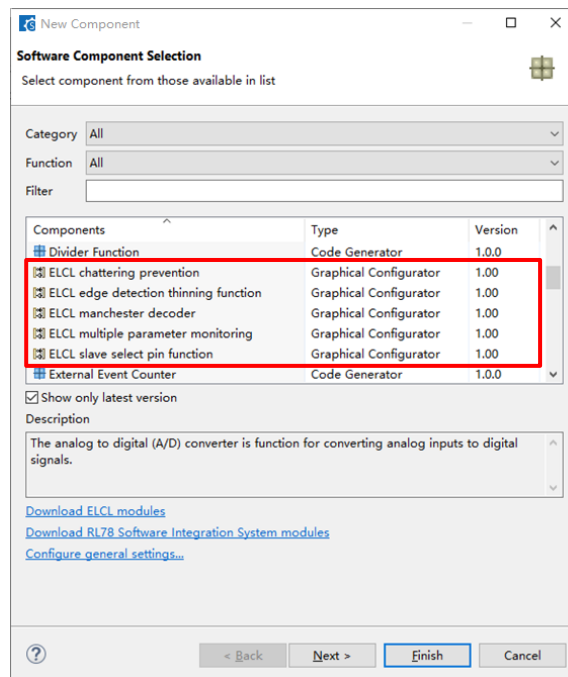 New Component
Software Component Selection
Select component from those available in list
Category All
Function All
Filter
Components Type Version
Divider Function Code Generator 1.0.0
ELCL chattering prevention Graphical Configurator 1.00
ELCL edge detection thinning function Graphical Configurator 1.00
ELCL manchester decoder Graphical Configurator 1.00
ELCL multiple parameter monitoring Graphical Configurator 1.00
ELCL slave select pin function Graphical Configurator 1.00
External Event Counter Code Generator 1.0.0
Show only latest version
Description
The analog to digital (A/D) converter is function for converting analog inputs to digital
signals.
Download ELCL modules
Download RL78 Software Integration System modules
Configure general settings...
? < Back Next > Finish Cancel